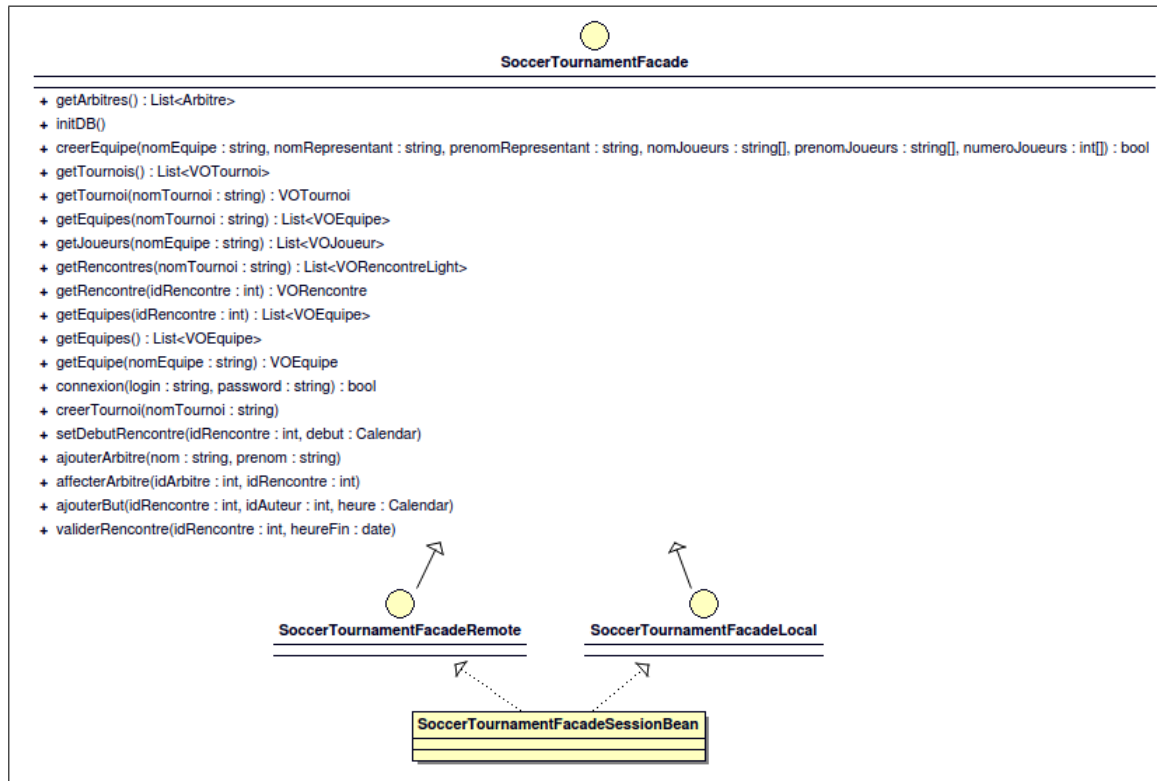 SoccerTournamentFacade
+ getArbitres() : List<Arbitre>
+ initDB()
+ creerEquipe(nomEquipe : string, nomRepresentant : string, prenomRepresentant : string, nomJoueurs : string[], prenomJoueurs : string[], numeroJoueurs : int[]) : bool
+ getTournois() : List<VOTournoi>
+ getTournoi(nomTournoi : string) : VOTournoi
+ getEquipes(nomTournoi : string) : List<VOEquipe>
+ getJoueurs(nomEquipe : string) : List<VOJoueur>
+ getRencontres(nomTournoi : string) : List<VORencontreLight>
+ getRencontre(idRencontre : int) : VORencontre
+ getEquipes(idRencontre : int) : List<VOEquipe>
+ getEquipes() : List<VOEquipe>
+ getEquipe(nomEquipe : string) : VOEquipe
+ connexion(login : string, password : string) : bool
+ creerTournoi(nomTournoi : string)
+ setDebutRencontre(idRencontre : int, debut : Calendar)
+ ajouterArbitre(nom : string, prenom : string)
+ affecterArbitre(idArbitre : int, idRencontre : int)
+ ajouterBut(idRencontre : int, idAuteur : int, heure : Calendar)
+ validerRencontre(idRencontre : int, heureFin : date)
SoccerTournamentFacadeRemote
SoccerTournamentFacadeLocal
SoccerTournamentFacadeSessionBean